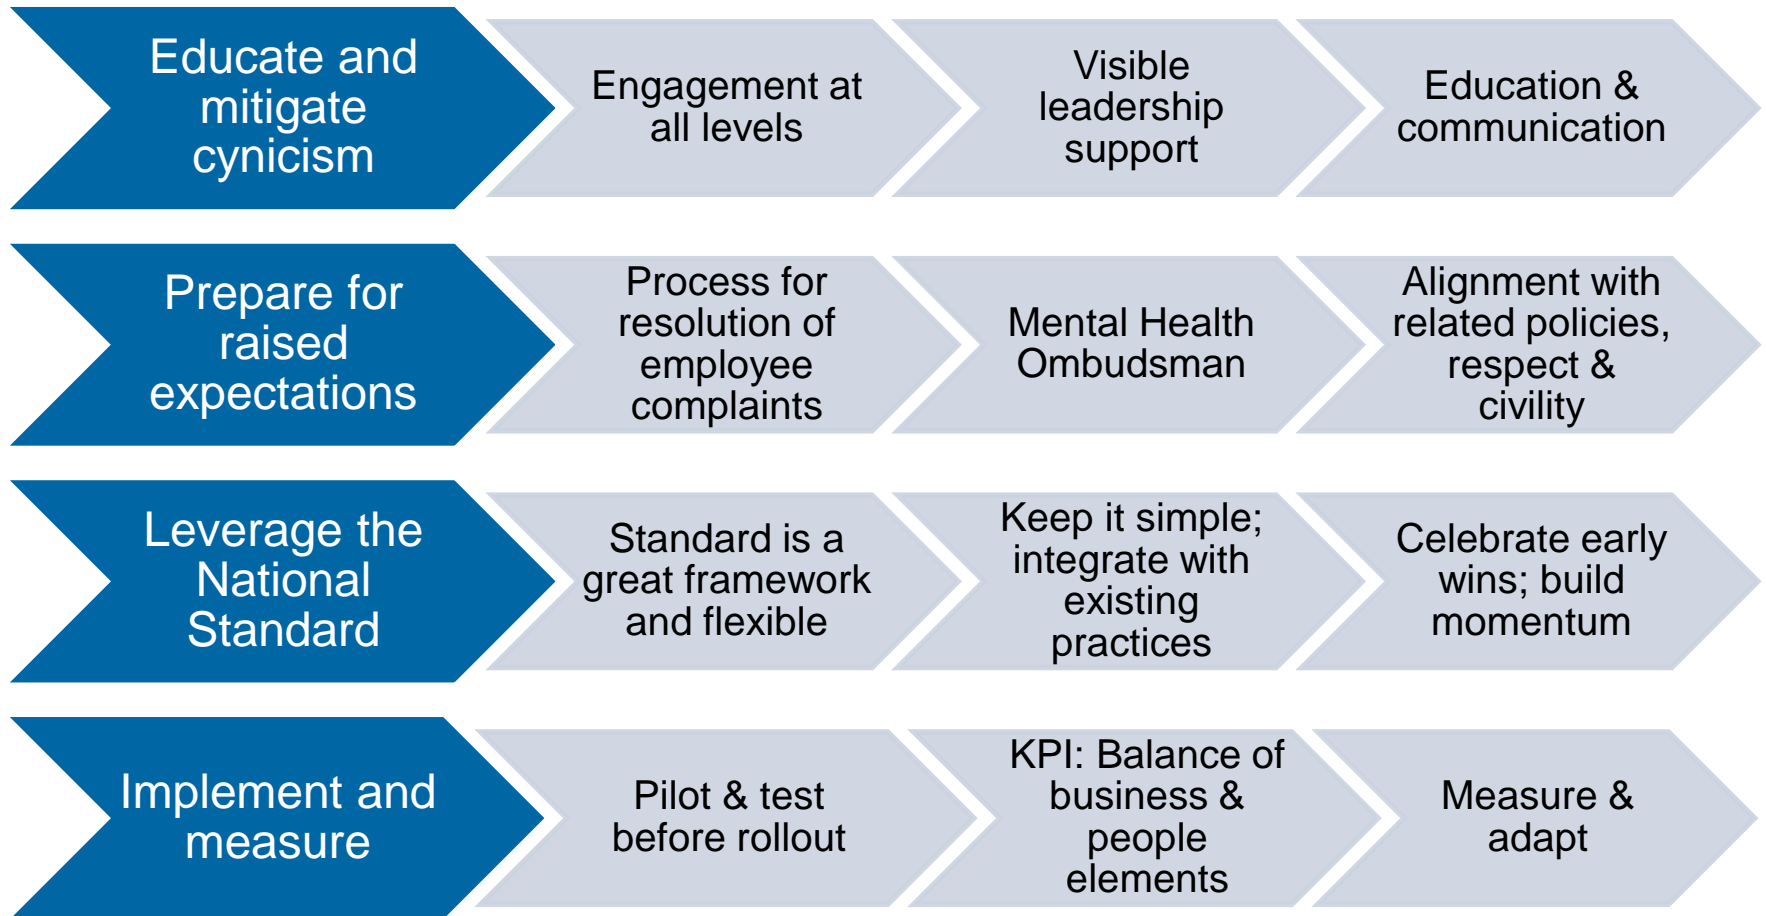 Educate and
mitigate
cynicism
Engagement at
all levels
Visible
leadership
support
Education &
communication
Prepare for
raised
expectations
Process for
resolution of
employee
complaints
Mental Health
Ombudsman
Alignment with
related policies,
respect &
civility
Leverage the
National
Standard
Standard is a
great framework
and flexible
Keep it simple;
integrate with
existing
practices
Celebrate early
wins; build
momentum
Implement and
measure
Pilot & test
before rollout
KPI: Balance of
business &
people
elements
Measure &
adapt